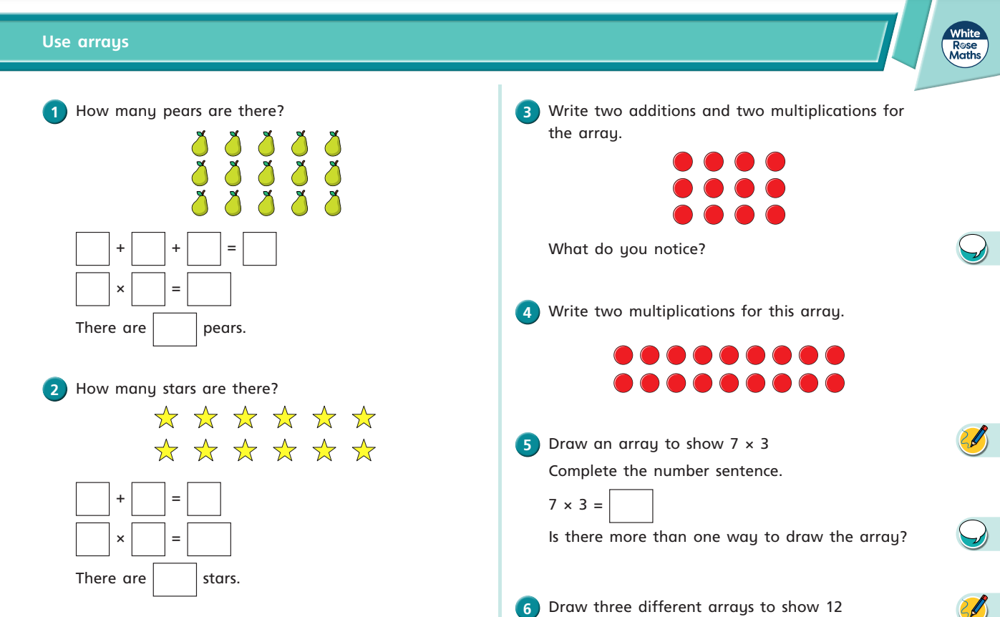 Use arrays
White
Rose
Maths
1 How many pears are there?
+ + =
× =
There are pears.
2 How many stars are there?
+ =
× =
There are stars.
3 Write two additions and two multiplications for
the array.
What do you notice?
4 Write two multiplications for this array.
5 Draw an array to show 7 × 3
Complete the number sentence.
7 × 3 =
Is there more than one way to draw the array?
6 Draw three different arrays to show 12